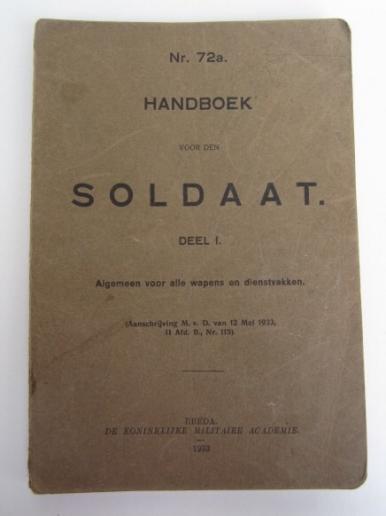 Nr. 72a.
HANDBOEK
VOOR DEN
SOLDAAT.
DEEL I.
Algemeen voor alle wapens en dienstvakken.
(Aanschrijving M. v. D. van 12 Mei 1933,
II Afd. B., Nr. 115).
BREDA.
DE KONINKLIJKE MILITAIRE ACADEMIE.
1933